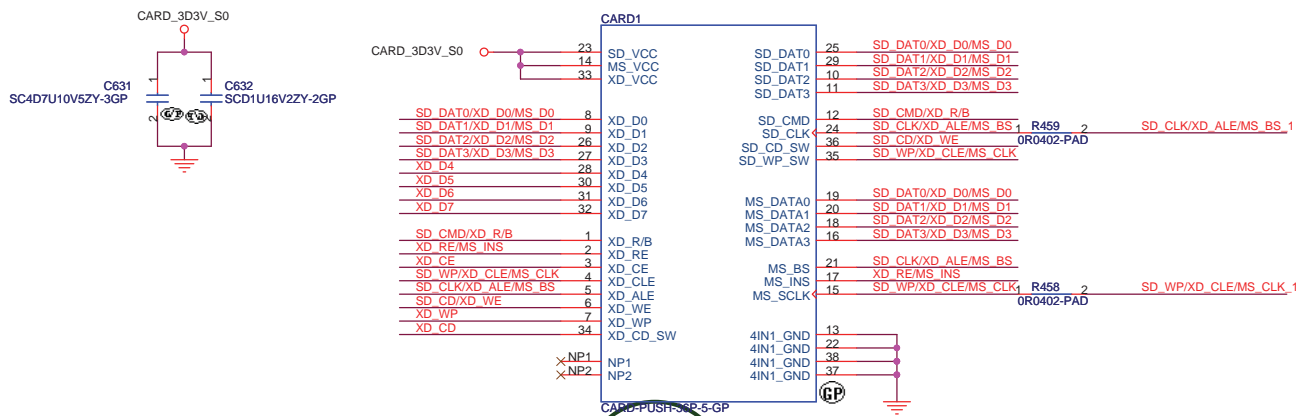 CARD_3D3V_S0
C631
SC4D7U10V5ZY-3GP
1
2
C632
SCD1U16V2ZY-2GP
1
CARD1
CARD_3D3V_S0
23 SD_VCC
14 MS_VCC
33 XD_VCC
SD_DAT0/XD_D0/MS_D0 8 XD_D0
SD_DAT1/XD_D1/MS_D1 9 XD_D1
SD_DAT2/XD_D2/MS_D2 26 XD_D2
SD_DAT3/XD_D3/MS_D3 27 XD_D3
XD_D4 28 XD_D4
XD_D5 30 XD_D5
XD_D6 31 XD_D6
XD_D7 32 XD_D7
SD_CMD/XD_R/B 1 XD_R/B
XD_RE/MS_INS 2 XD_RE
XD_CE 3 XD_CE
SD_WP/XD_CLE/MS_CLK 4 XD_CLE
SD_CLK/XD_ALE/MS_BS 5 XD_ALE
SD_CD/XD_WE 6 XD_WE
XD_WP 7 XD_WP
XD_CD 34 XD_CD_SW
NP1 NP1
NP2 NP2
SD_DAT0 25 SD_DAT0/XD_D0/MS_D0
SD_DAT1 29 SD_DAT1/XD_D1/MS_D1
SD_DAT2 10 SD_DAT2/XD_D2/MS_D2
SD_DAT3 11 SD_DAT3/XD_D3/MS_D3
SD_CMD 12 SD_CMD/XD_R/B
SD_CLK 24 SD_CLK/XD_ALE/MS_BS 1 R459 2 SD_CLK/XD_ALE/MS_BS_1
0R0402-PAD
SD_CD_SW 36 SD_CD/XD_WE
SD_WP_SW 35 SD_WP/XD_CLE/MS_CLK
MS_DATA0 19 SD_DAT0/XD_D0/MS_D0
MS_DATA1 20 SD_DAT1/XD_D1/MS_D1
MS_DATA2 18 SD_DAT2/XD_D2/MS_D2
MS_DATA3 16 SD_DAT3/XD_D3/MS_D3
MS_BS 21 SD_CLK/XD_ALE/MS_BS
MS_INS 17 XD_RE/MS_INS
MS_SCLK 15 SD_WP/XD_CLE/MS_CLK 1 R458 2 SD_WP/XD_CLE/MS_CLK_1
0R0402-PAD
4IN1_GND 13
4IN1_GND 22
4IN1_GND 38
4IN1_GND 37
GP
CARD-PUSH-36P-5-GP